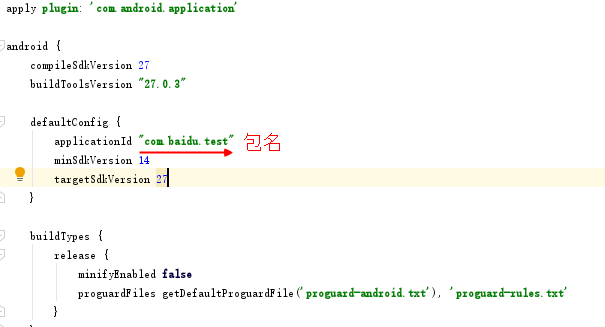 apply plugin: 'com.android.application'
android {
compileSdkVersion 27
buildToolsVersion "27.0.3"
defaultConfig {
applicationId "com.baidu.test" 包名
minSdkVersion 14
targetSdkVersion 27
}
buildTypes {
release {
minifyEnabled false
proguardFiles getDefaultProguardFile('proguard-android.txt'), 'proguard-rules.txt'
}